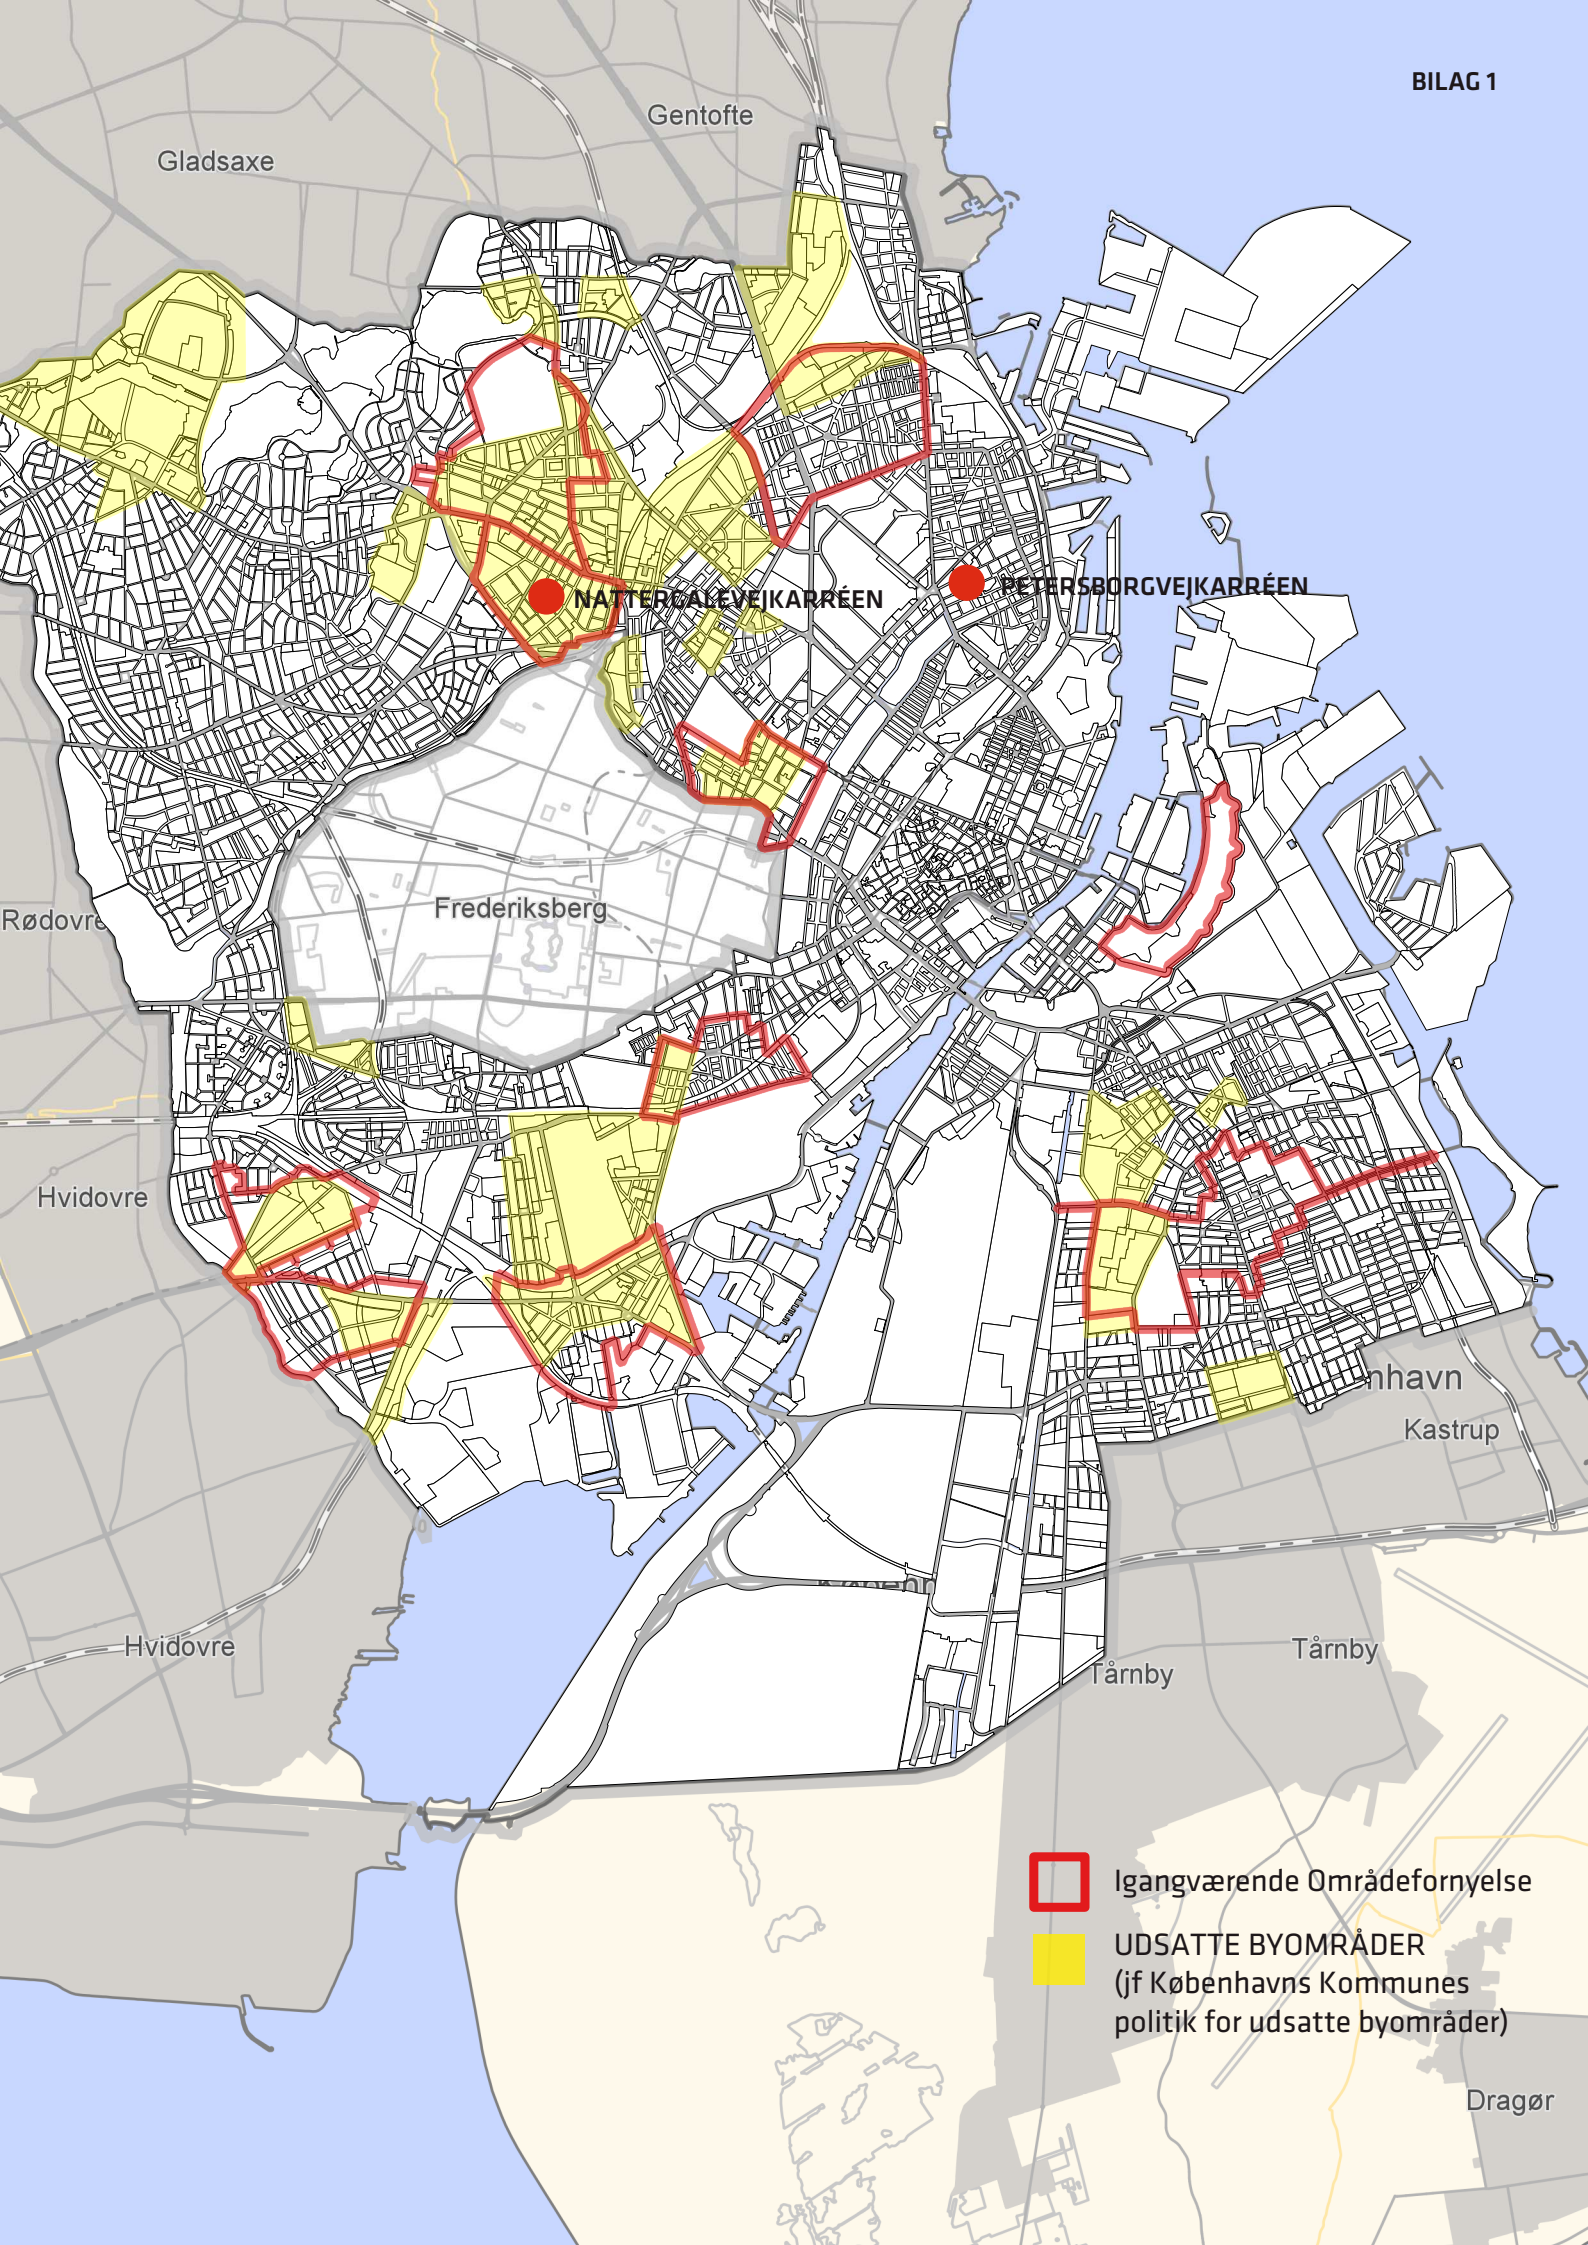 BILAG 1
Gentofte
Gladsaxe
NATTERGALEVEJKARRÉEN
PETERSBORGVEJKARRÉEN
Frederiksberg
Rødovre
Hvidovre
nhavn
Kastrup
Hvidovre
Tårnby
Tårnby
Igangværende Områdefornyelse
UDSATTE BYOMRÅDER
(jf Københavns Kommunes
politik for udsatte byområder)
Dragør